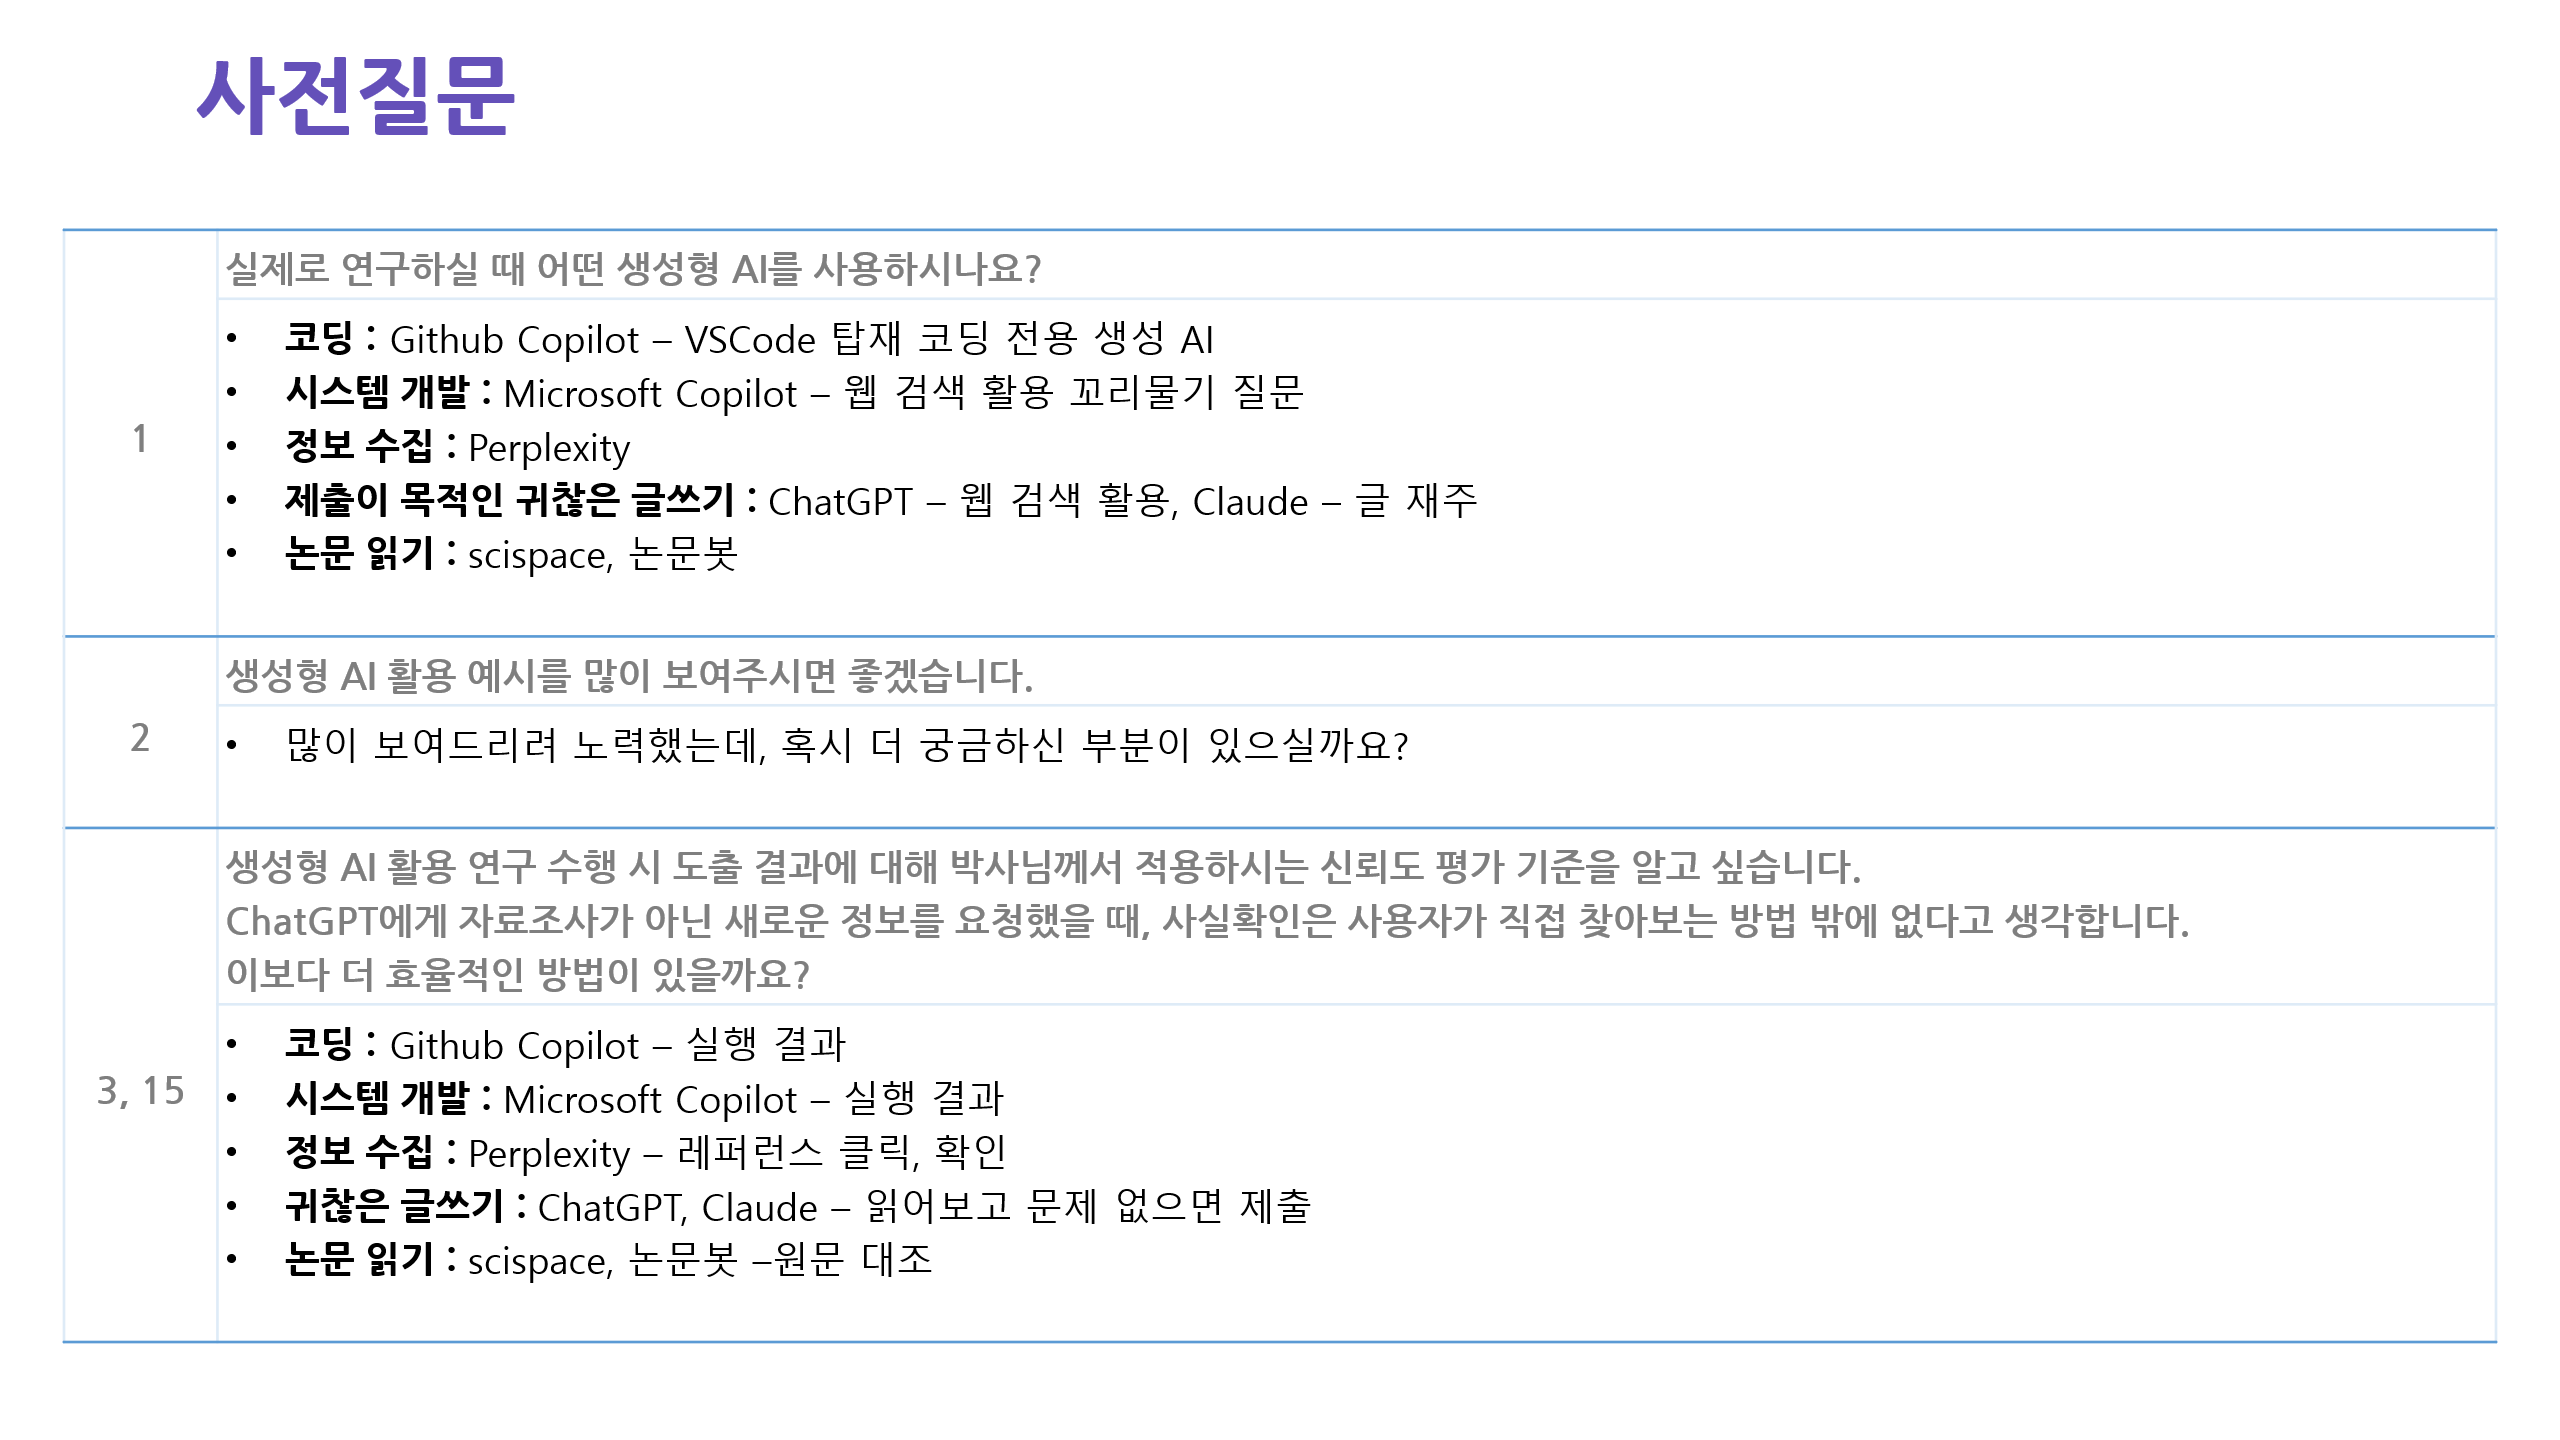 사전질문
실제로 연구하실 때 어떤 생성형 AI를 사용하시나요?
1
• 코딩 : Github Copilot – VSCode 탑재 코딩 전용 생성 AI
• 시스템 개발 : Microsoft Copilot – 웹 검색 활용 꼬리물기 질문
• 정보 수집 : Perplexity
• 제출이 목적인 귀찮은 글쓰기 : ChatGPT – 웹 검색 활용, Claude – 글 재주
• 논문 읽기 : scispace, 논문봇
생성형 AI 활용 예시를 많이 보여주시면 좋겠습니다.
2
• 많이 보여드리려 노력했는데, 혹시 더 궁금하신 부분이 있으실까요?
생성형 AI 활용 연구 수행 시 도출 결과에 대해 박사님께서 적용하시는 신뢰도 평가 기준을 알고 싶습니다.
ChatGPT에게 자료조사가 아닌 새로운 정보를 요청했을 때, 사실확인은 사용자가 직접 찾아보는 방법 밖에 없다고 생각합니다.
이보다 더 효율적인 방법이 있을까요?
3, 15
• 코딩 : Github Copilot – 실행 결과
• 시스템 개발 : Microsoft Copilot – 실행 결과
• 정보 수집 : Perplexity – 레퍼런스 클릭, 확인
• 귀찮은 글쓰기 : ChatGPT, Claude – 읽어보고 문제 없으면 제출
• 논문 읽기 : scispace, 논문봇 –원문 대조